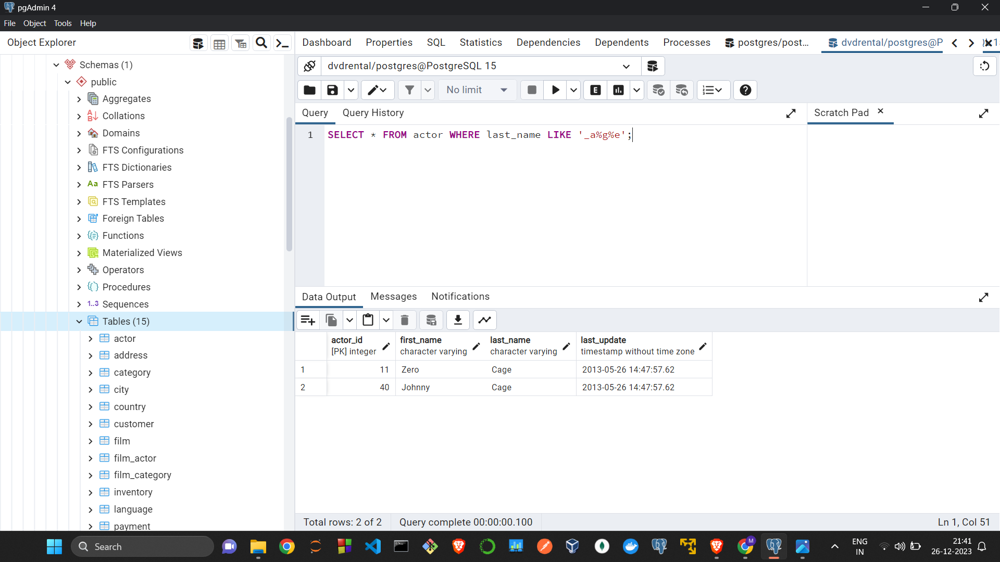 pgAdmin 4
File Object Tools Help
Object Explorer
Schemas (1)
public
Aggregates
Collations
Domains
FTS Configurations
FTS Dictionaries
Aa FTS Parsers
FTS Templates
Foreign Tables
Functions
Materialized Views
Operators
Procedures
1..3 Sequences
Tables (15)
actor
address
category
city
country
customer
film
film_actor
film_category
inventory
language
payment
Dashboard Properties SQL Statistics Dependencies Dependents Processes postgres/post... dvdrental/postgres@P
dvdrental/postgres@PostgreSQL 15
No limit
E
Query Query History
Scratch Pad
1 SELECT * FROM actor WHERE last_name LIKE '_a%g%e';
Data Output Messages Notifications
actor_id first_name last_name last_update
[PK] integer character varying character varying timestamp without time zone
1 11 Zero Cage 2013-05-26 14:47:57.62
2 40 Johnny Cage 2013-05-26 14:47:57.62
Total rows: 2 of 2 Query complete 00:00:00.100 Ln 1, Col 51
Search
M
ENG
IN
21:41
26-12-2023